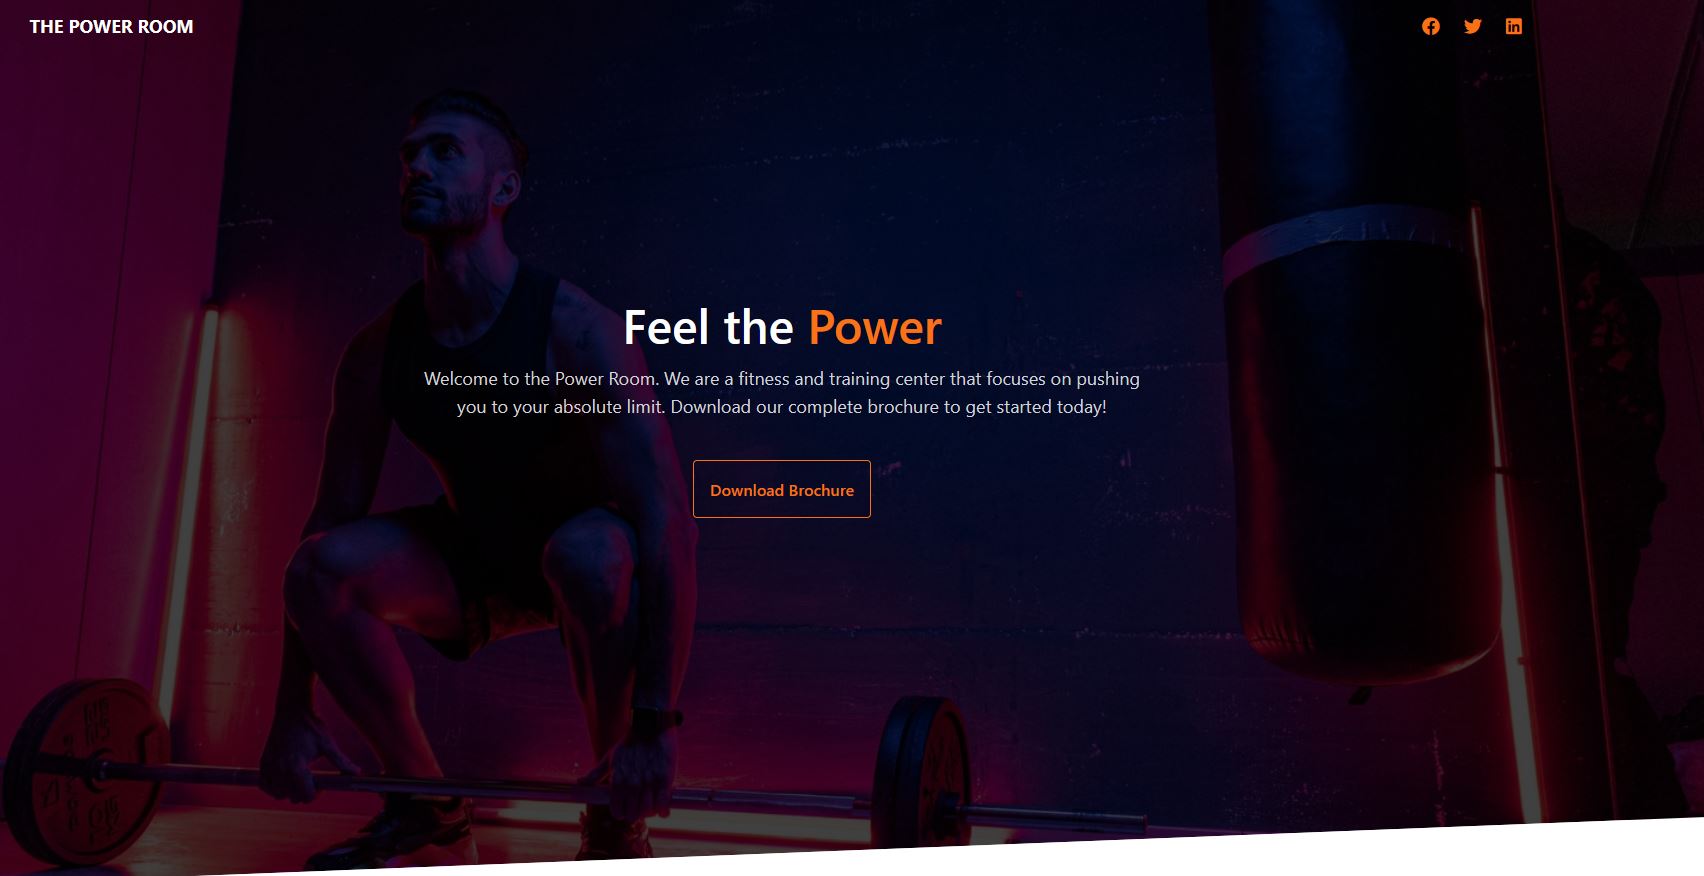 THE POWER ROOM
Feel the Power
Welcome to the Power Room. We are a fitness and training center that focuses on pushing
you to your absolute limit. Download our complete brochure to get started today!
Download Brochure